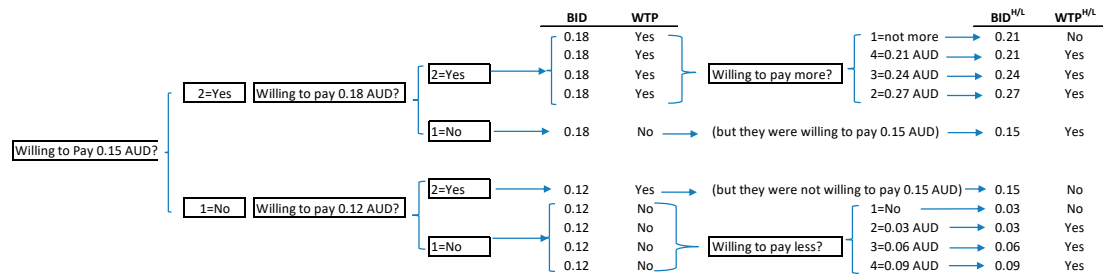 BID WTP BID^H/L WTP^H/L
0.18 Yes 1=not more 0.21 No
0.18 Yes 4=0.21 AUD 0.21 Yes
2=Yes 0.18 Yes Willing to pay more? 3=0.24 AUD 0.24 Yes
2=Yes Willing to pay 0.18 AUD? 0.18 Yes 2=0.27 AUD 0.27 Yes
1=No 0.18 No (but they were willing to pay 0.15 AUD) 0.15 Yes
Willing to Pay 0.15 AUD?
2=Yes 0.12 Yes (but they were not willing to pay 0.15 AUD) 0.15 No
1=No Willing to pay 0.12 AUD? 0.12 No 1=No 0.03 No
0.12 No 2=0.03 AUD 0.03 Yes
1=No 0.12 No Willing to pay less? 3=0.06 AUD 0.06 Yes
0.12 No 4=0.09 AUD 0.09 Yes